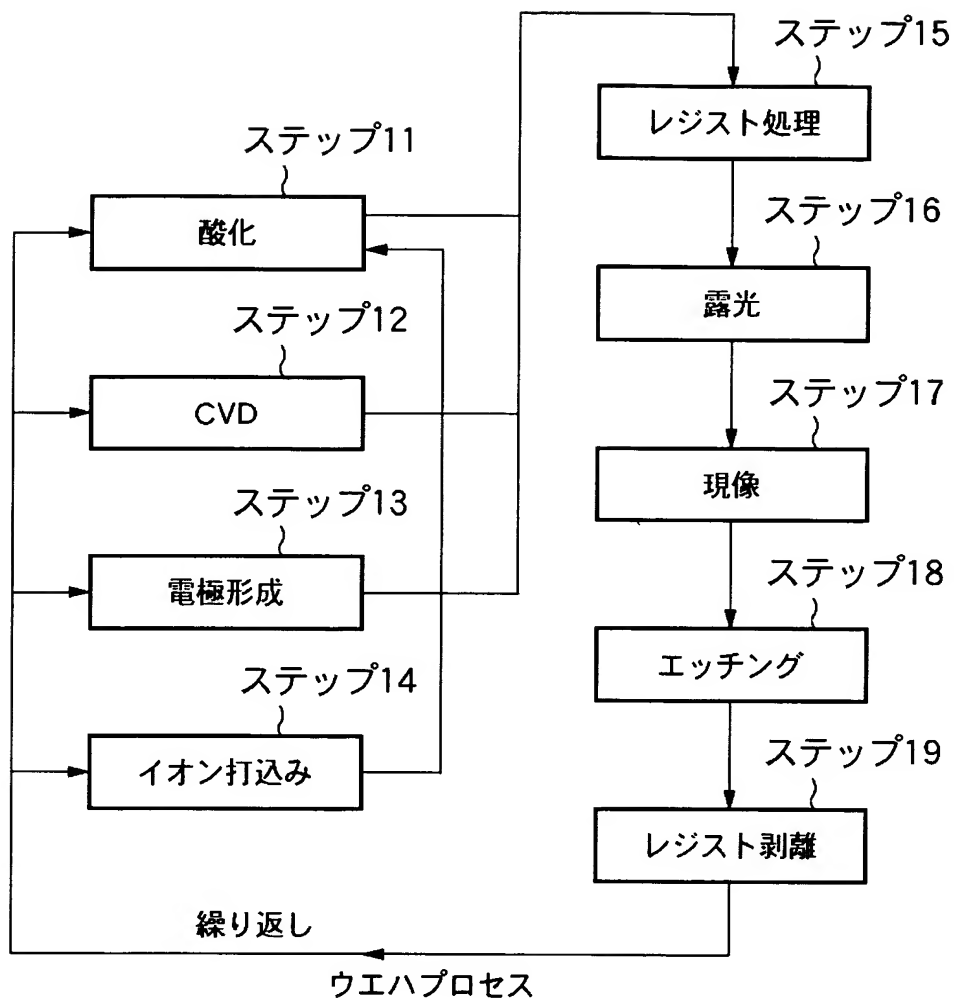 ステップ11
酸化
ステップ12
CVD
ステップ13
電極形成
ステップ14
イオン打込み
ステップ15
レジスト処理
ステップ16
露光
ステップ17
現像
ステップ18
エッチング
ステップ19
レジスト剥離
繰り返し
ウエハプロセス